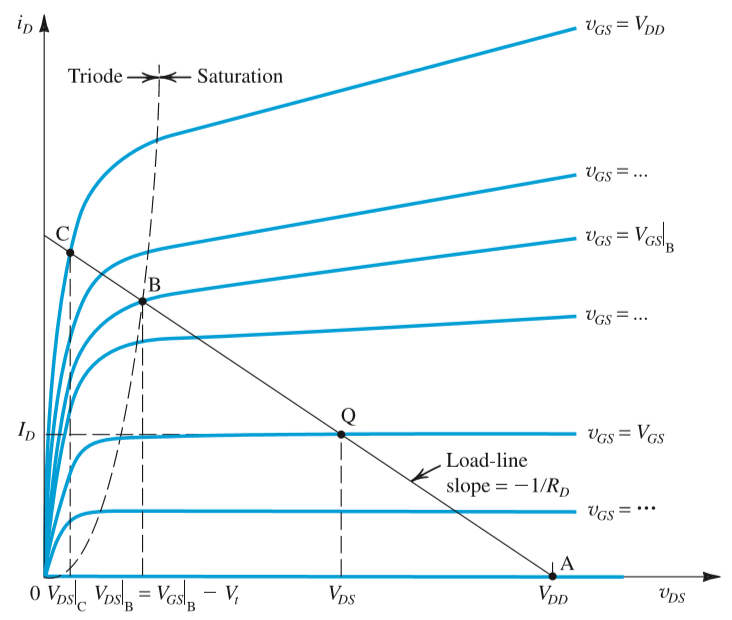 i_D
v_GS = V_DD
Triode
Saturation
v_GS = ...
v_GS = V_GS|_B
C
B
v_GS = ...
Q
I_D
v_GS = V_GS
Load-line
slope = −1/R_D
v_GS = ...
A
0 V_DS|_C V_DS|_B = V_GS|_B − V_t V_DS V_DD v_DS